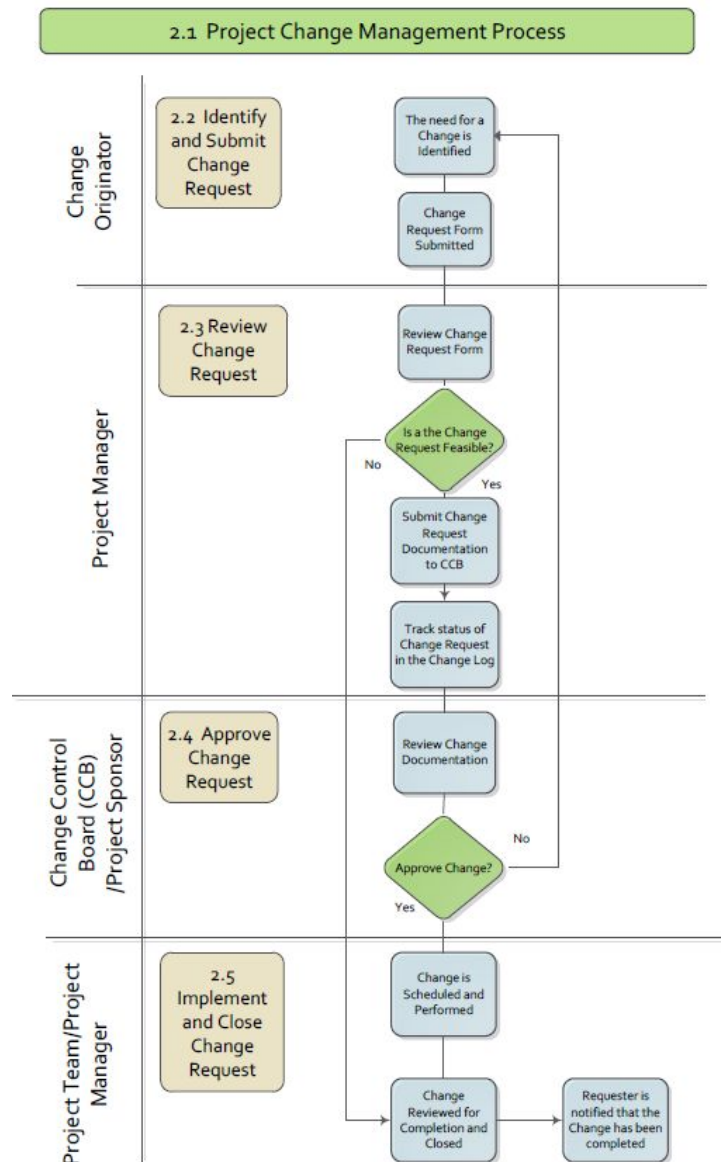 2.1 Project Change Management Process
Change
Originator
2.2 Identify
and Submit
Change
Request
The need for a
Change is
Identified
Change
Request Form
Submitted
Project Manager
2.3 Review
Change
Request
Review Change
Request Form
Is a the Change
Request Feasible?
No
Yes
Submit Change
Request
Documentation
to CCB
Track status of
Change Request
in the Change Log
Change Control
Board (CCB)
/Project Sponsor
2.4 Approve
Change
Request
Review Change
Documentation
Approve Change?
No
Yes
Project Team/Project
Manager
2.5
Implement
and Close
Change
Request
Change is
Scheduled and
Performed
Change
Reviewed for
Completion and
Closed
Requester is
notified that the
Change has been
completed